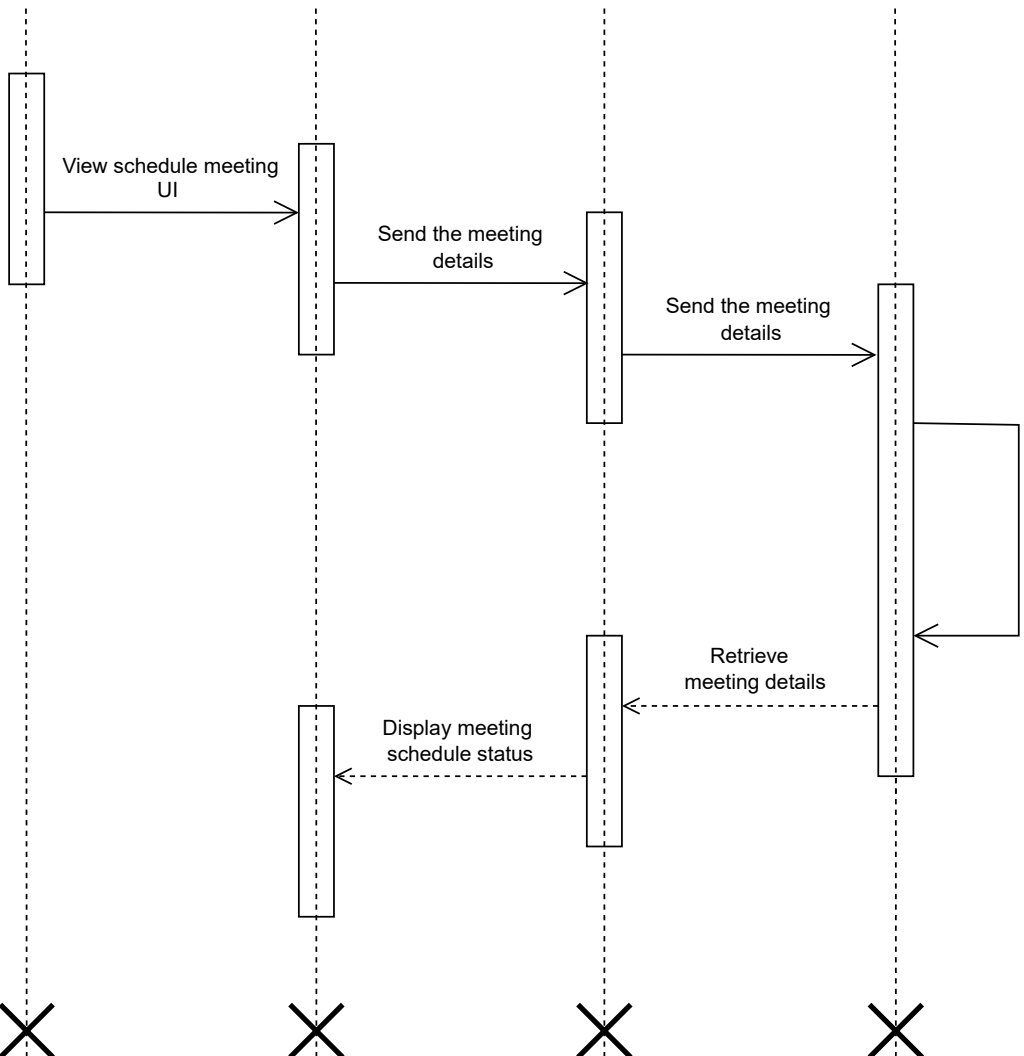 View schedule meeting
UI
Send the meeting
details
Send the meeting
details
Retrieve
meeting details
Display meeting
schedule status